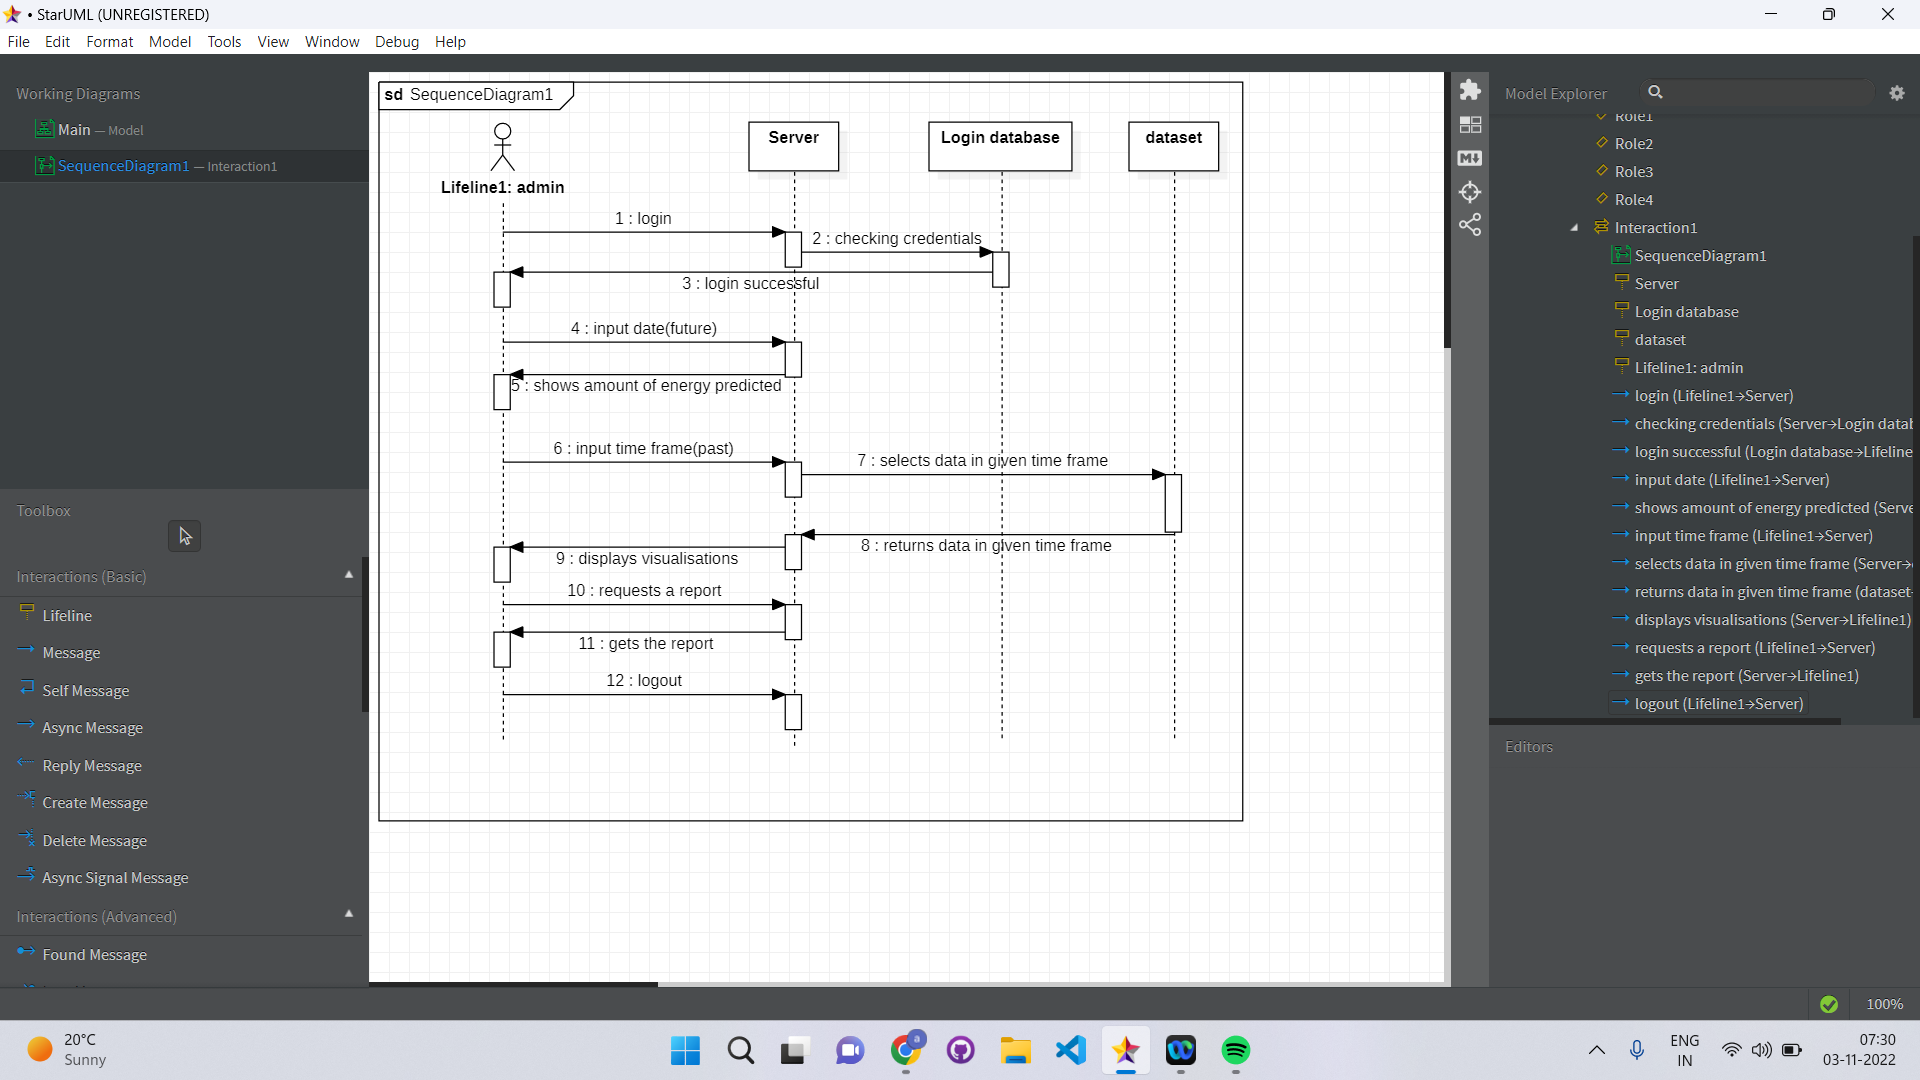 • StarUML (UNREGISTERED)
File Edit Format Model Tools View Window Debug Help
Working Diagrams
Main — Model
SequenceDiagram1 — Interaction1
Toolbox
Interactions (Basic)
Lifeline
Message
Self Message
Async Message
Reply Message
Create Message
Delete Message
Async Signal Message
Interactions (Advanced)
Found Message
sd SequenceDiagram1
Server
Login database
dataset
Lifeline1: admin
1 : login
2 : checking credentials
3 : login successful
4 : input date(future)
5 : shows amount of energy predicted
6 : input time frame(past)
7 : selects data in given time frame
8 : returns data in given time frame
9 : displays visualisations
10 : requests a report
11 : gets the report
12 : logout
Model Explorer
Role1
Role2
Role3
Role4
Interaction1
SequenceDiagram1
Server
Login database
dataset
Lifeline1: admin
login (Lifeline1→Server)
checking credentials (Server→Login datab
login successful (Login database→Lifeline
input date (Lifeline1→Server)
shows amount of energy predicted (Serve
input time frame (Lifeline1→Server)
selects data in given time frame (Server→
returns data in given time frame (dataset
displays visualisations (Server→Lifeline1)
requests a report (Lifeline1→Server)
gets the report (Server→Lifeline1)
logout (Lifeline1→Server)
Editors
100%
20°C
Sunny
ENG
IN
07:30
03-11-2022